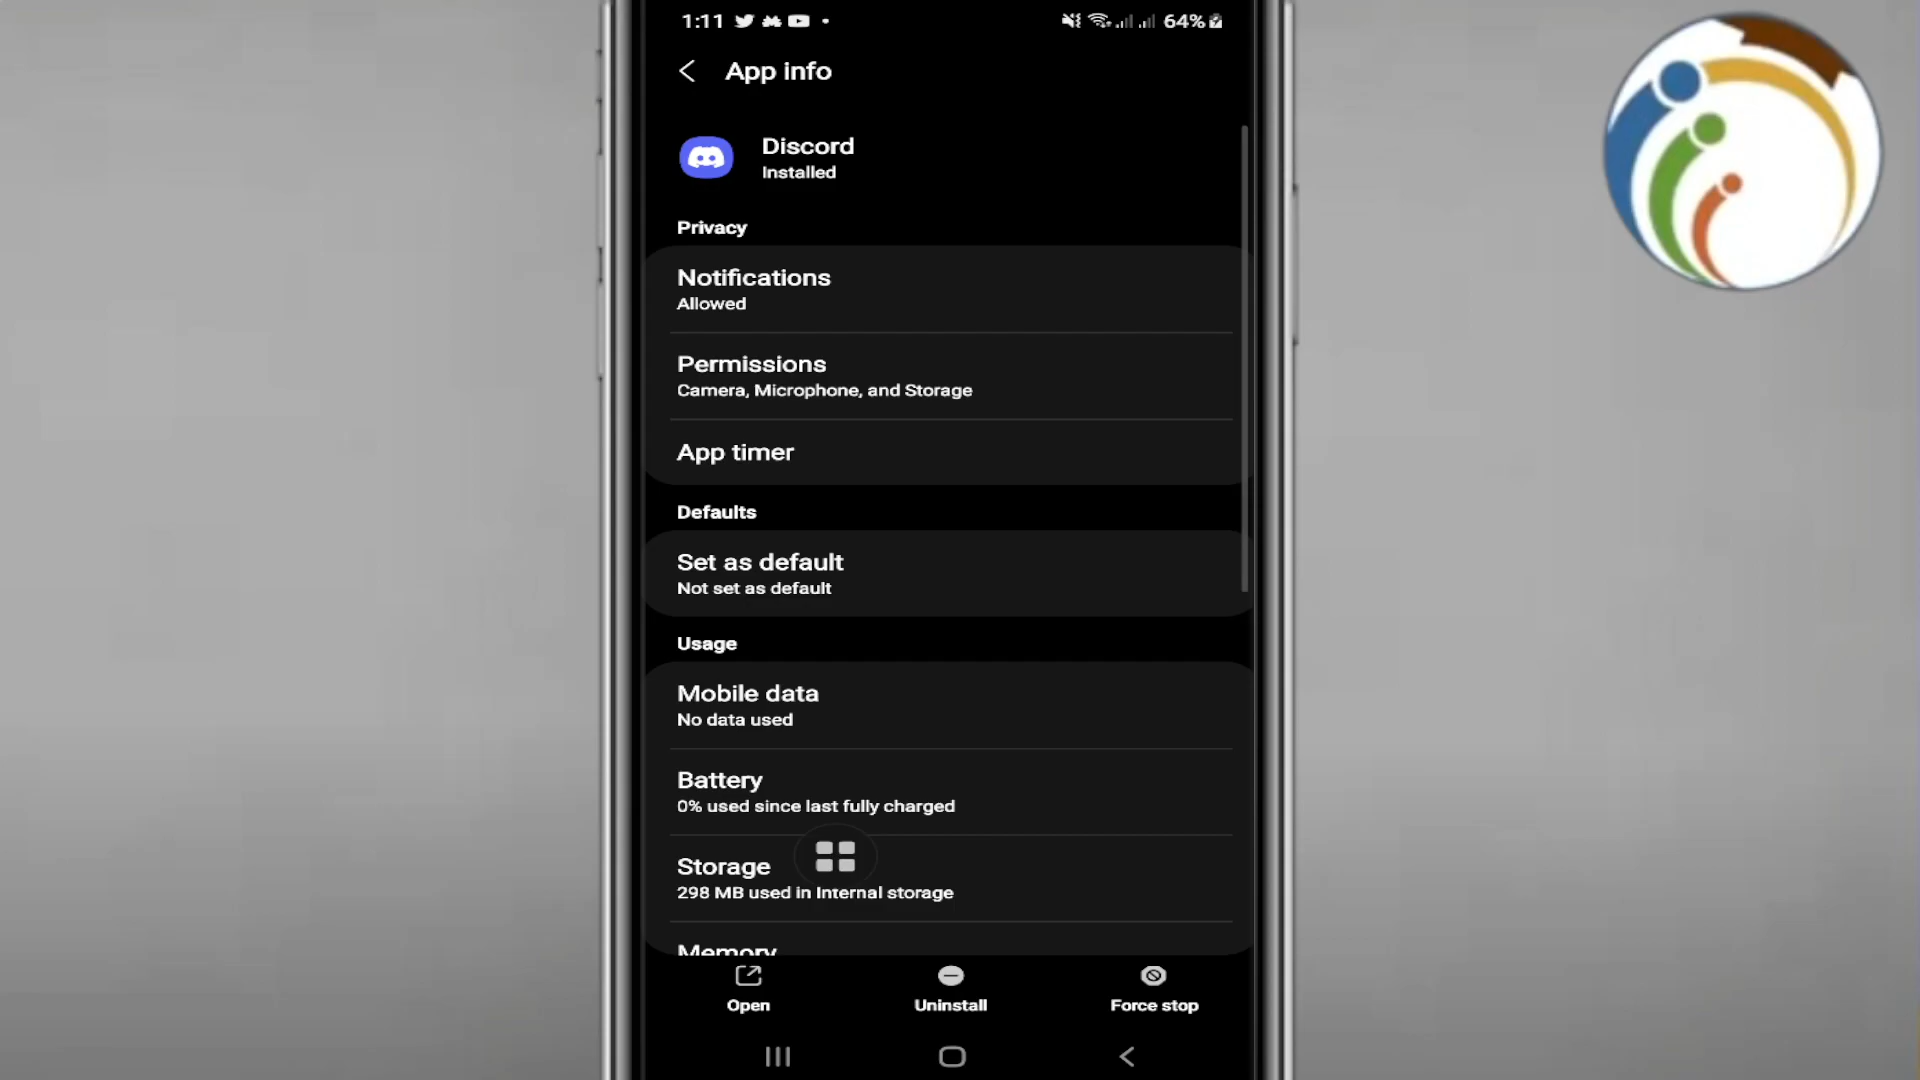 1:11
64%
App info
Discord
Installed
Privacy
Notifications
Allowed
Permissions
Camera, Microphone, and Storage
App timer
Defaults
Set as default
Not set as default
Usage
Mobile data
No data used
Battery
0% used since last fully charged
Storage
298 MB used in Internal storage
Memory
Open
Uninstall
Force stop